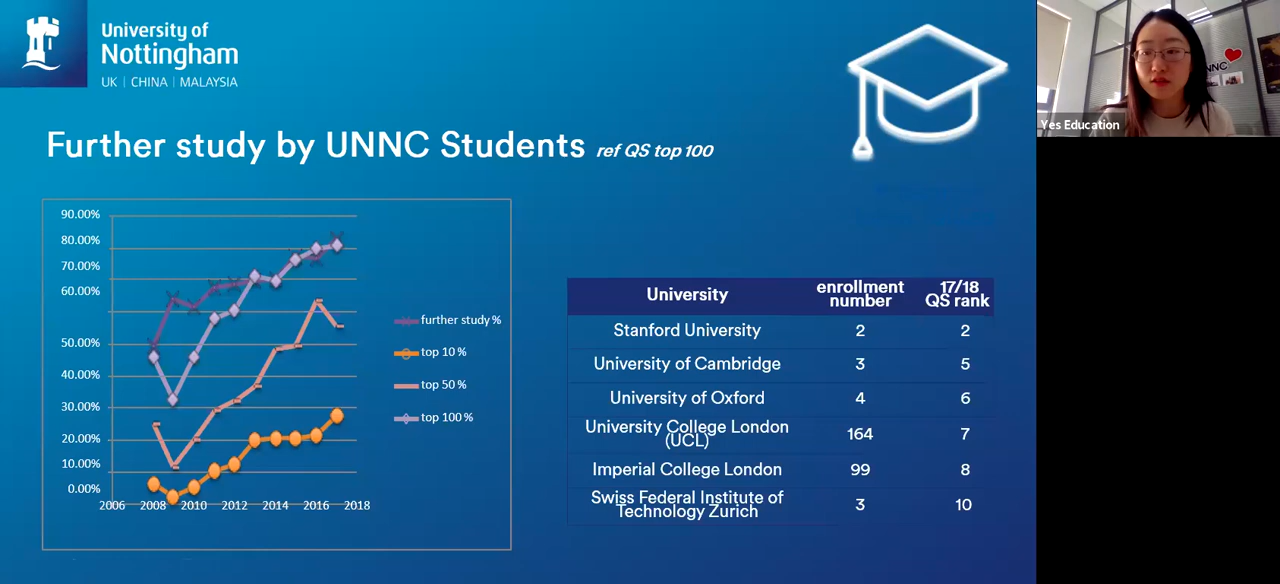 University of
Nottingham
UK | CHINA | MALAYSIA
Further study by UNNC Students ref QS top 100
90.00%
80.00%
70.00%
60.00%
50.00%
40.00%
30.00%
20.00%
10.00%
0.00%
2006 2008 2010 2012 2014 2016 2018
further study %
top 10 %
top 50 %
top 100 %
University enrollment number 17/18 QS rank
Stanford University 2 2
University of Cambridge 3 5
University of Oxford 4 6
University College London (UCL) 164 7
Imperial College London 99 8
Swiss Federal Institute of Technology Zurich 3 10
NNC
Yes Education